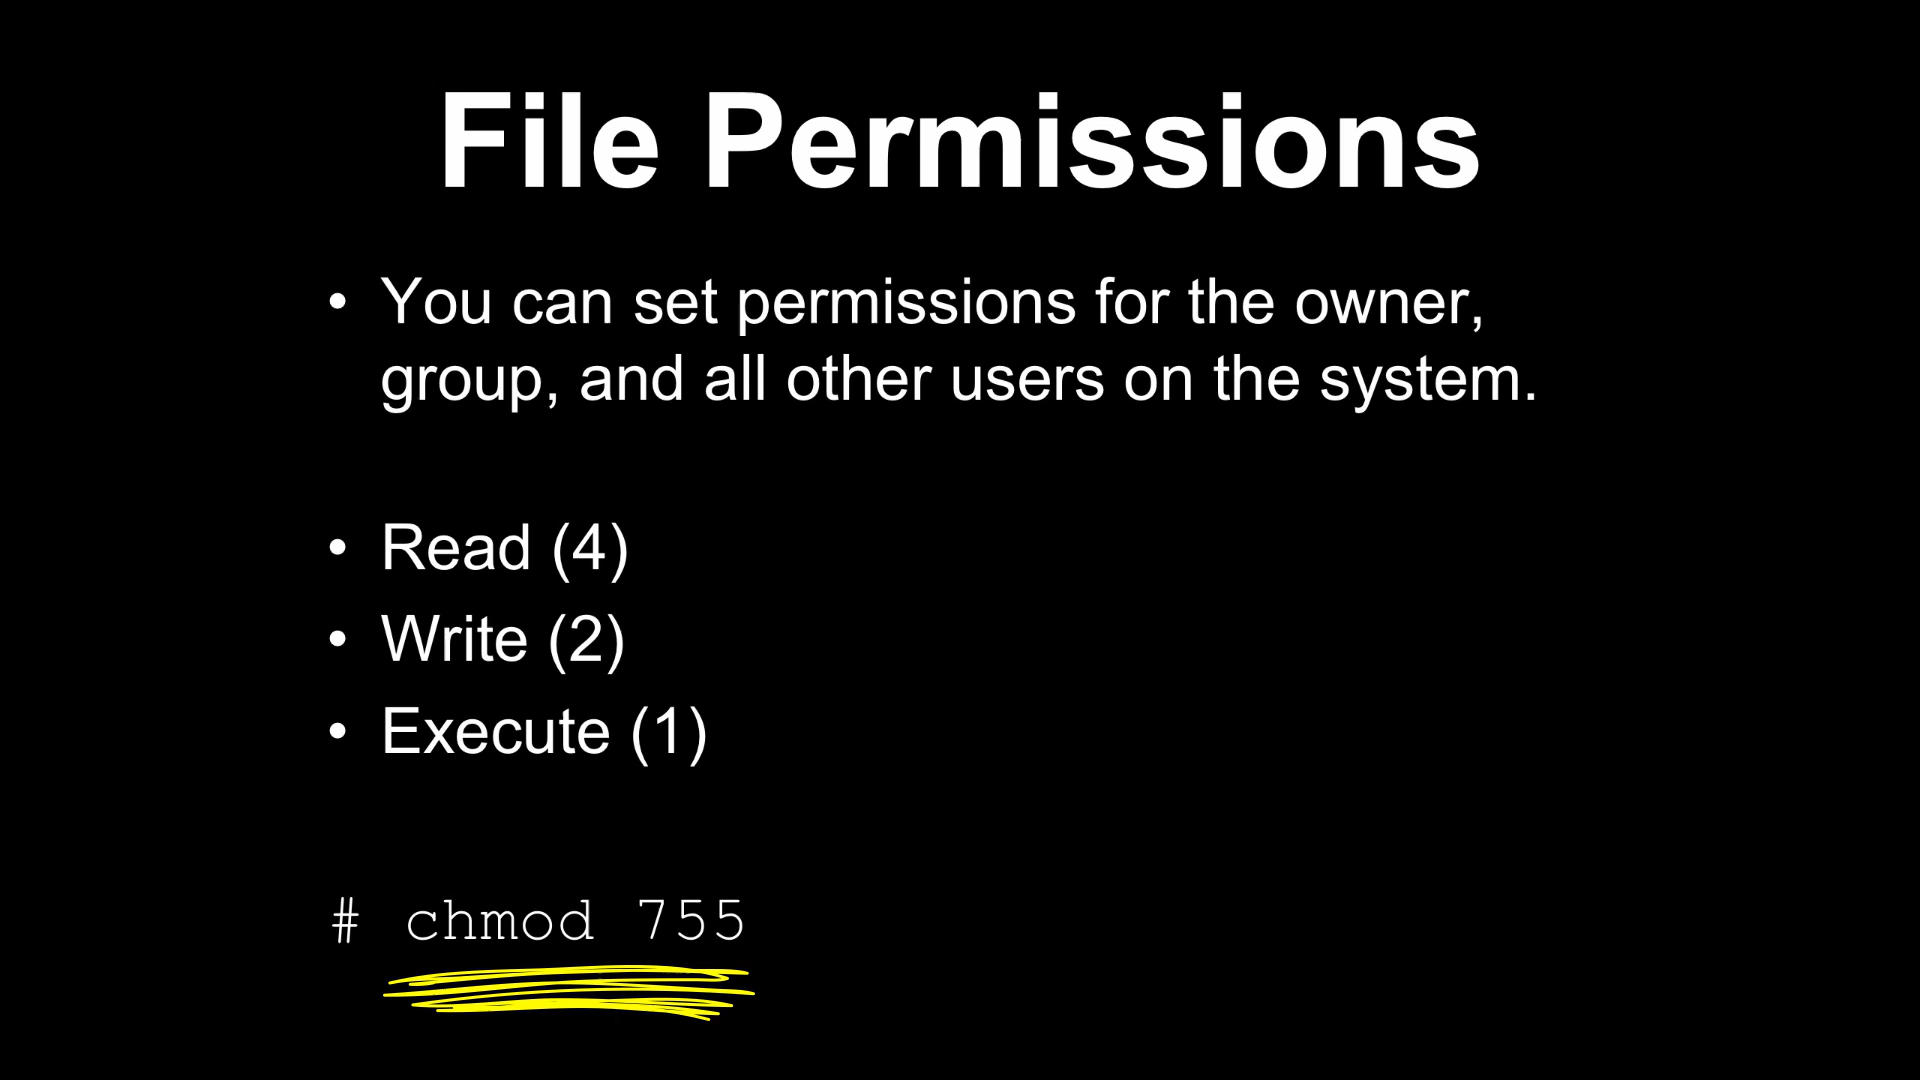 File Permissions
• You can set permissions for the owner,
group, and all other users on the system.
• Read (4)
• Write (2)
• Execute (1)
# chmod 755